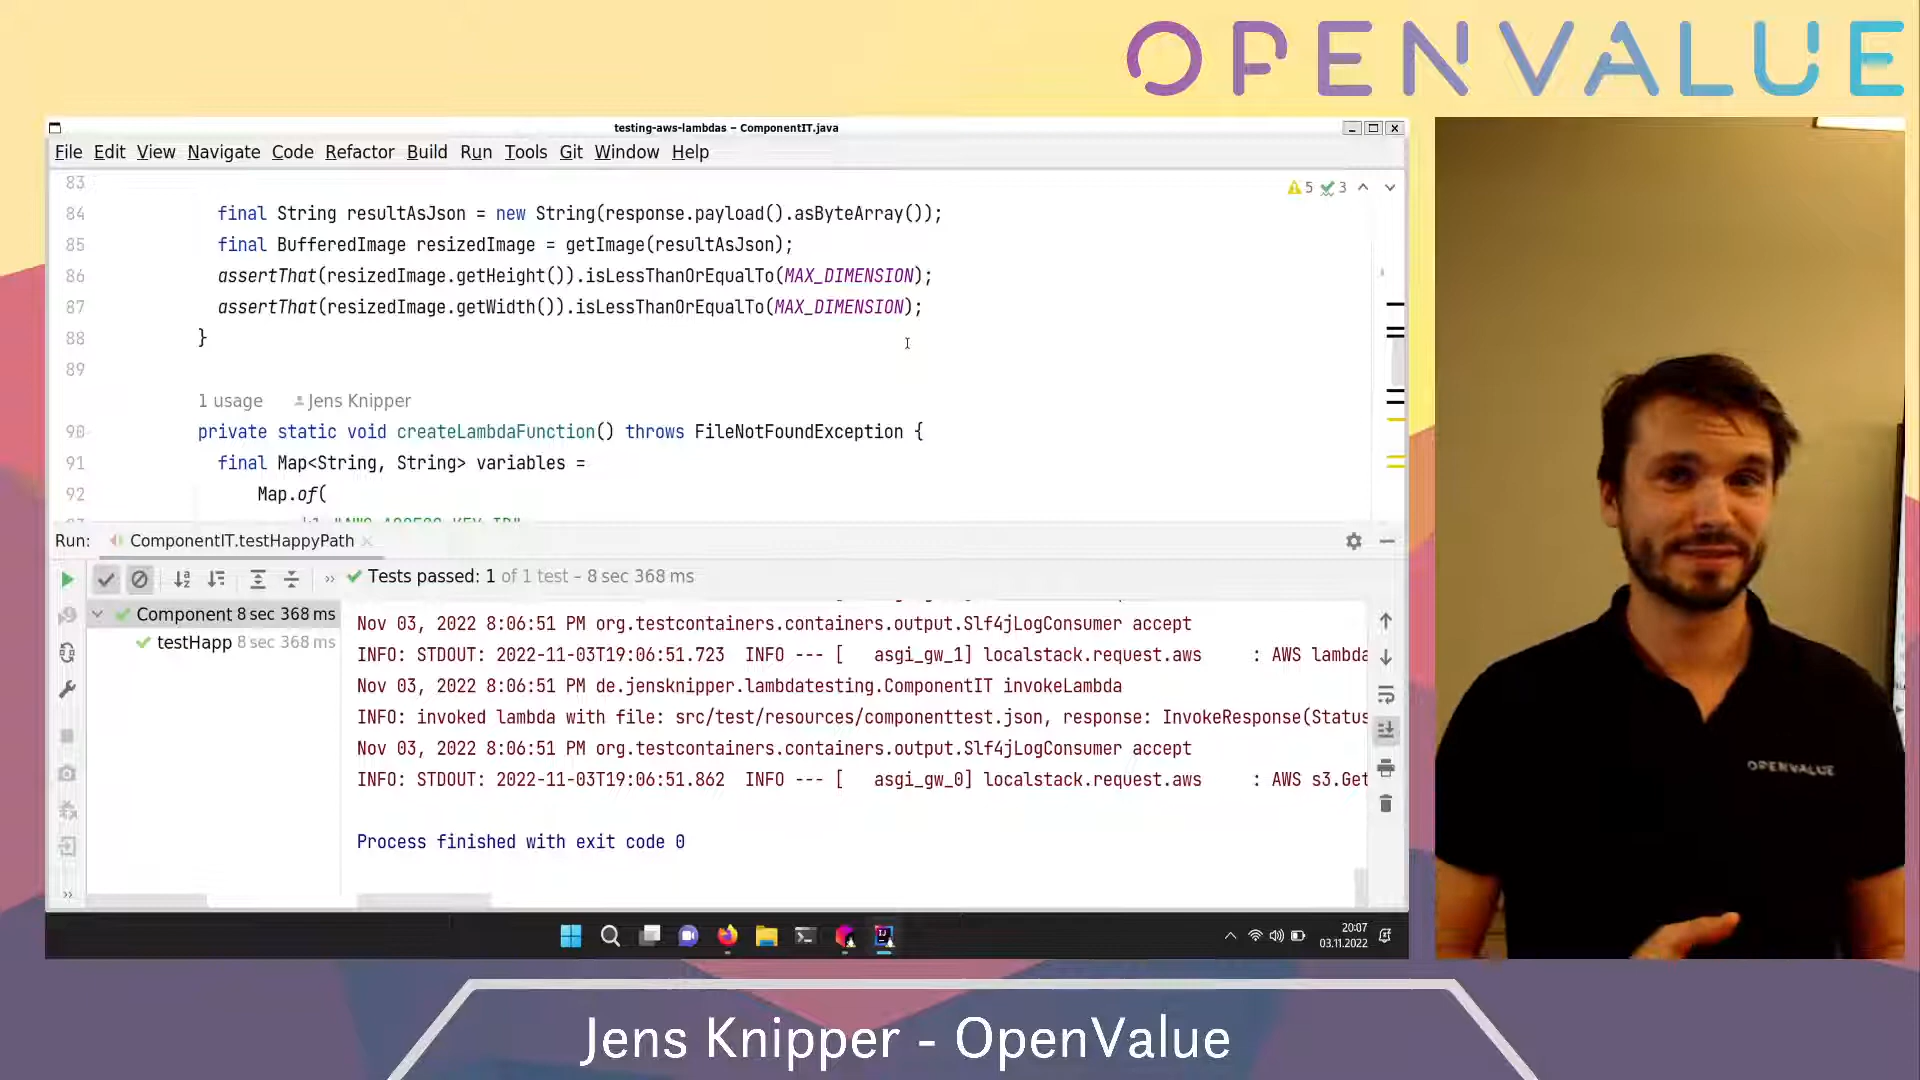 OPENVALUE
testing-aws-lambdas – ComponentIT.java
File Edit View Navigate Code Refactor Build Run Tools Git Window Help
83
5 3
84 final String resultAsJson = new String(response.payload().asByteArray());
85 final BufferedImage resizedImage = getImage(resultAsJson);
86 assertThat(resizedImage.getHeight()).isLessThanOrEqualTo(MAX_DIMENSION);
87 assertThat(resizedImage.getWidth()).isLessThanOrEqualTo(MAX_DIMENSION);
88 }
89
1 usage Jens Knipper
90 private static void createLambdaFunction() throws FileNotFoundException {
91 final Map<String, String> variables =
92 Map.of(
Run: ComponentIT.testHappyPath
Tests passed: 1 of 1 test – 8 sec 368 ms
Component 8 sec 368 ms
testHapp 8 sec 368 ms
Nov 03, 2022 8:06:51 PM org.testcontainers.containers.output.Slf4jLogConsumer accept
INFO: STDOUT: 2022-11-03T19:06:51.723 INFO --- [ asgi_gw_1] localstack.request.aws : AWS lambda
Nov 03, 2022 8:06:51 PM de.jensknipper.lambdatesting.ComponentIT invokeLambda
INFO: invoked lambda with file: src/test/resources/componenttest.json, response: InvokeResponse(Status
Nov 03, 2022 8:06:51 PM org.testcontainers.containers.output.Slf4jLogConsumer accept
INFO: STDOUT: 2022-11-03T19:06:51.862 INFO --- [ asgi_gw_0] localstack.request.aws : AWS s3.Get
Process finished with exit code 0
20:07
03.11.2022
OPENVALUE
Jens Knipper - OpenValue